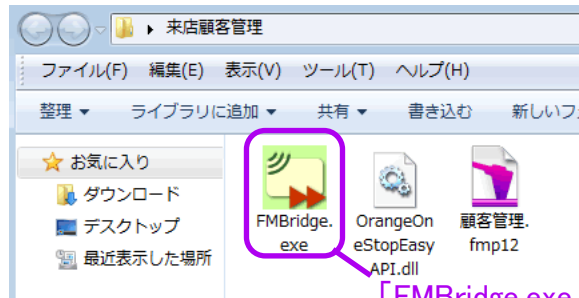 来店顧客管理
ファイル(F) 編集(E) 表示(V) ツール(T) ヘルプ(H)
整理 ライブラリに追加 共有 書き込む 新しいフ
お気に入り
ダウンロード
デスクトップ
最近表示した場所
FMBridge.
exe
OrangeOn
eStopEasy
API.dll
顧客管理.
fmp12
「FMBridge.exe